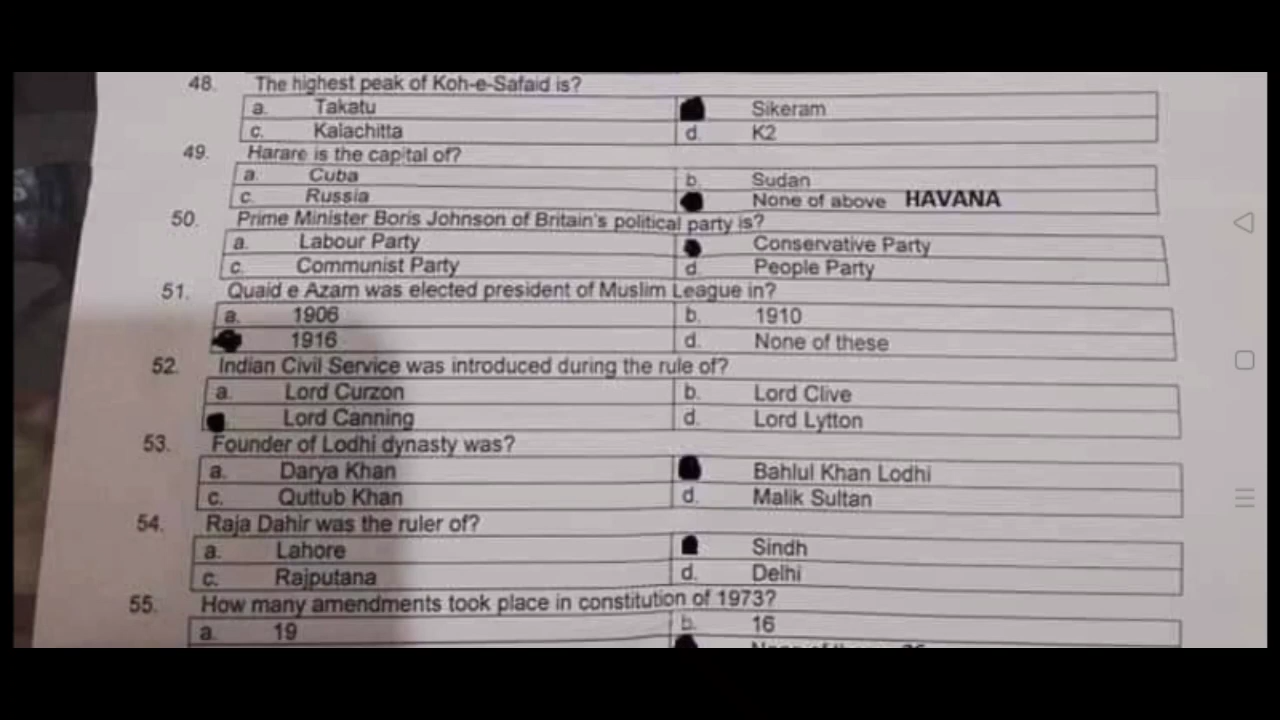 48. The highest peak of Koh-e-Safaid is?
a. Takatu Sikeram
c. Kalachitta d. K2
49. Harare is the capital of?
a. Cuba b. Sudan
c. Russia None of above HAVANA
50. Prime Minister Boris Johnson of Britain's political party is?
a. Labour Party Conservative Party
c. Communist Party d. People Party
51. Quaid e Azam was elected president of Muslim League in?
a. 1906 b. 1910
1916 d. None of these
52. Indian Civil Service was introduced during the rule of?
a. Lord Curzon b. Lord Clive
Lord Canning d. Lord Lytton
53. Founder of Lodhi dynasty was?
a. Darya Khan Bahlul Khan Lodhi
c. Quttub Khan d. Malik Sultan
54. Raja Dahir was the ruler of?
a. Lahore Sindh
c. Rajputana d. Delhi
55. How many amendments took place in constitution of 1973?
a. 19 b. 16